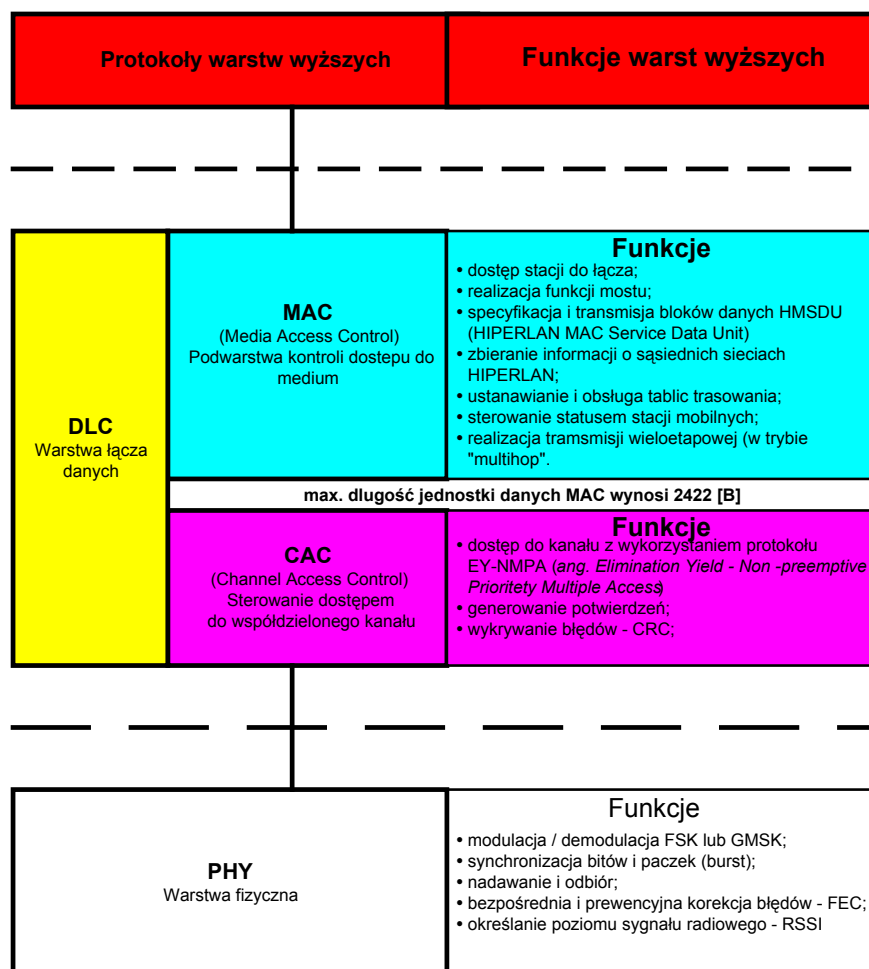 Protokoły warstw wyższych
Funkcje warst wyższych
DLC
Warstwa łącza
danych
MAC
(Media Access Control)
Podwarstwa kontroli dostepu do
medium
Funkcje
• dostęp stacji do łącza;
• realizacja funkcji mostu;
• specyfikacja i transmisja bloków danych HMSDU
(HIPERLAN MAC Service Data Unit)
• zbieranie informacji o sąsiednich sieciach
HIPERLAN;
• ustanawianie i obsługa tablic trasowania;
• sterowanie statusem stacji mobilnych;
• realizacja tramsmisji wieloetapowej (w trybie
"multihop".
max. dlugość jednostki danych MAC wynosi 2422 [B]
CAC
(Channel Access Control)
Sterowanie dostępem
do współdzielonego kanału
Funkcje
• dostęp do kanału z wykorzystaniem protokołu
EY-NMPA (ang. Elimination Yield - Non -preemptive
Prioritety Multiple Access)
• generowanie potwierdzeń;
• wykrywanie błędów - CRC;
PHY
Warstwa fizyczna
Funkcje
• modulacja / demodulacja FSK lub GMSK;
• synchronizacja bitów i paczek (burst);
• nadawanie i odbiór;
• bezpośrednia i prewencyjna korekcja błędów - FEC;
• określanie poziomu sygnału radiowego - RSSI